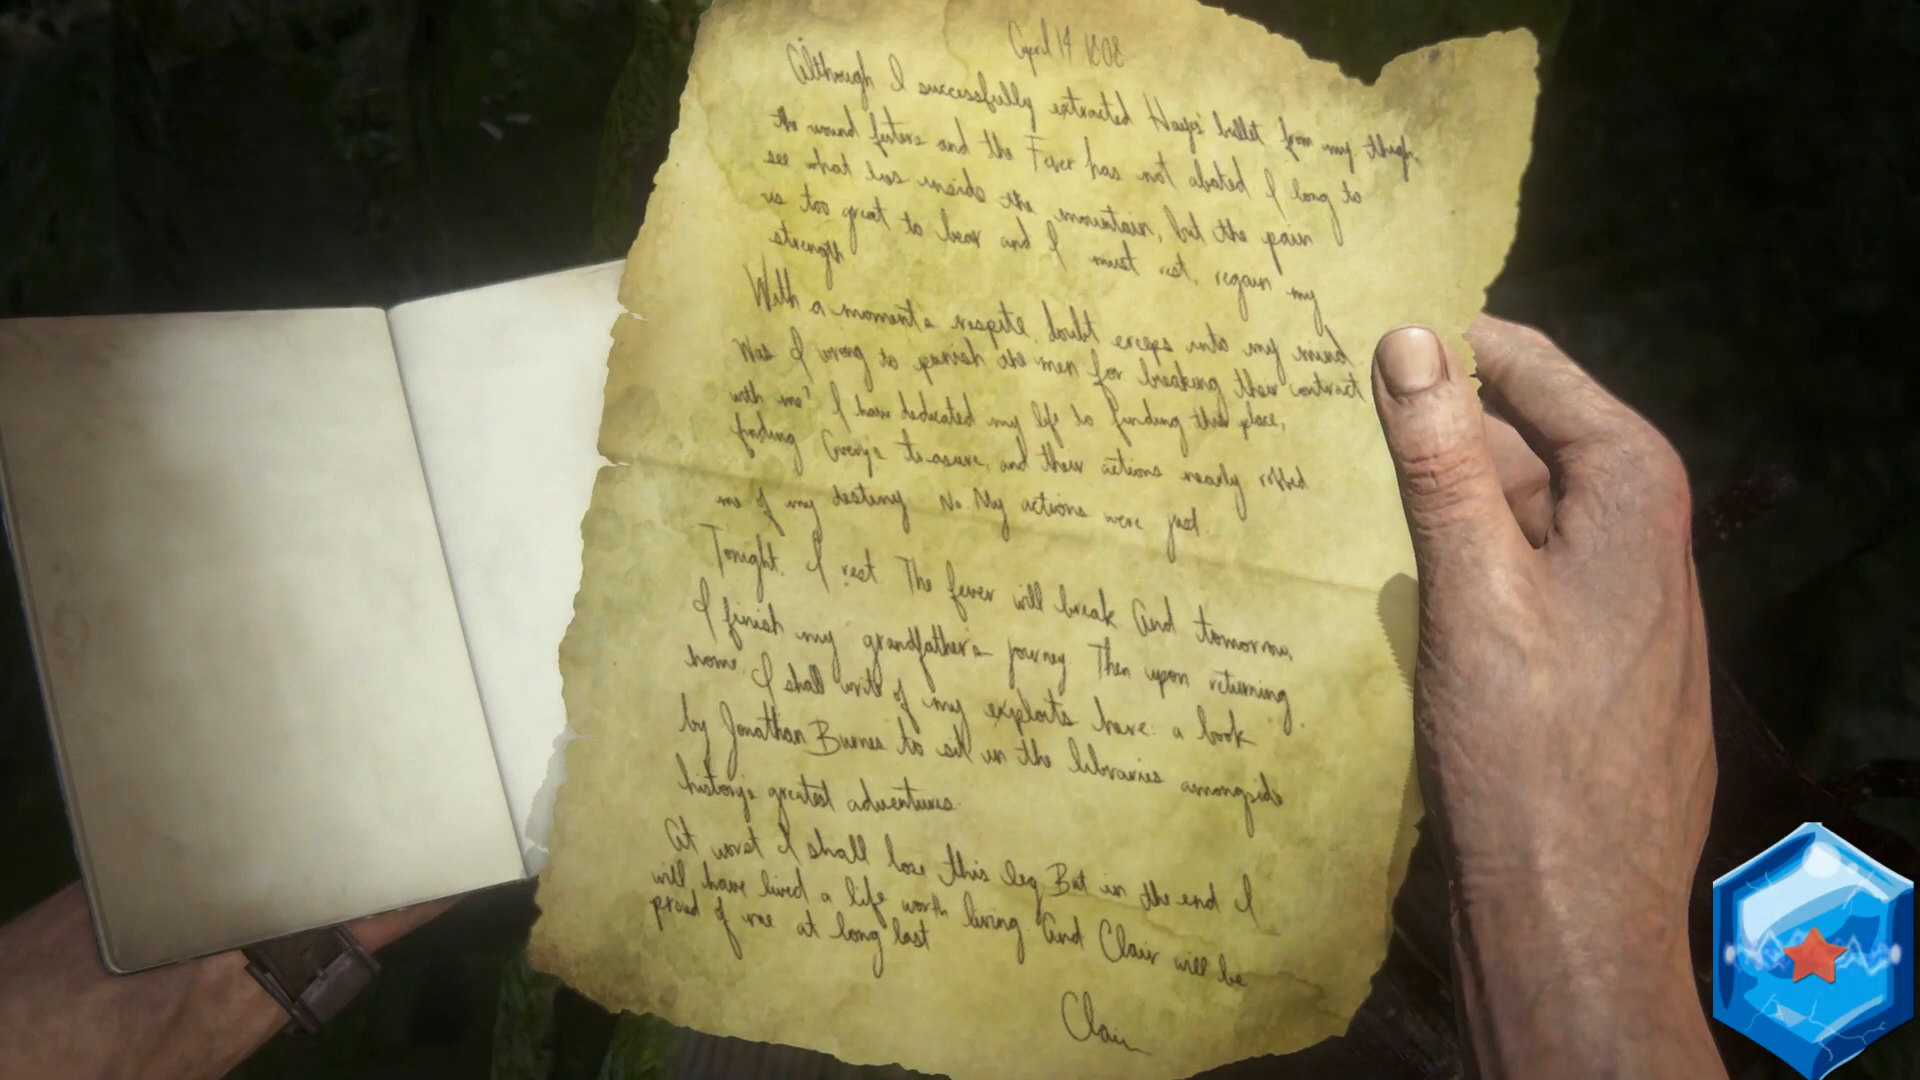 April 14 1808
Although I successfully extracted Hays' bullet from my thigh,
the wound festers and the Fever has not abated I long to
see what lies inside the mountain, but the pain
is too great to bear and I must rest, regain my
strength
With a moment's respite doubt creeps into my mind
Was I wrong to punish the men for breaking their contract
with me? I have dedicated my life to finding this place,
finding Avery's treasure, and their actions nearly robbed
me of my destiny No. My actions were just.
Tonight, I rest. The fever will break And tomorrow,
I finish my grandfather's journey. Then upon returning
home, I shall write of my exploits here: a book
by Jonathan Burnes to sit in the libraries amongside
history's greatest adventures.
At worst I shall lose this leg But in the end I
will have lived a life worth living. And Clair will be
proud of me at long last
Clair